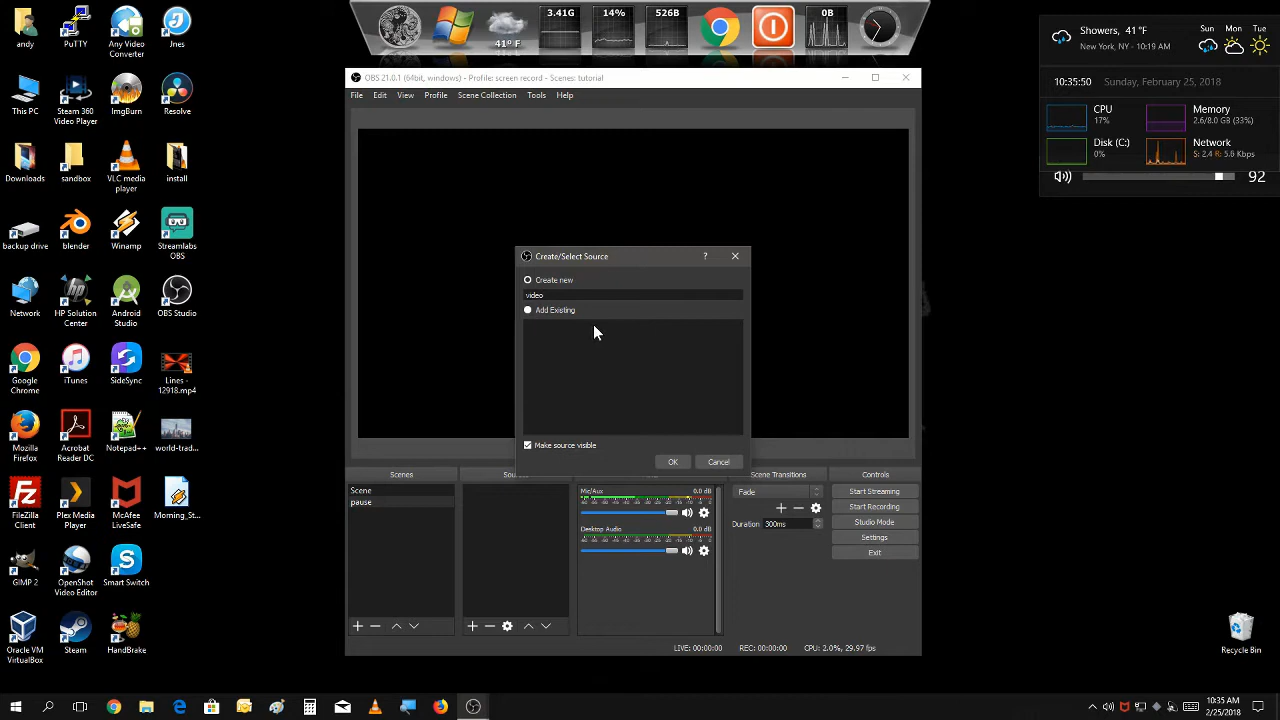 andy
PuTTY
Any Video
Converter
Jnes
This PC
Steam 360
Video Player
ImgBurn
Resolve
Downloads
sandbox
VLC media
player
install
backup drive
blender
Winamp
Streamlabs
OBS
Network
HP Solution
Center
Android
Studio
OBS Studio
Google
Chrome
iTunes
SideSync
Lines -
12918.mp4
Mozilla
Firefox
Acrobat
Reader DC
Notepad++
world-trad...
FileZilla
Client
Plex Media
Player
McAfee
LiveSafe
Morning_St...
GIMP 2
OpenShot
Video Editor
Smart Switch
Oracle VM
VirtualBox
Steam
HandBrake
41° F
3.41G
14%
526B
0B
Showers, 41°F
New York, NY - 10:19 AM
Sun
Mon
Tue
10:35:50
Sunday, February 25, 2018
CPU
17%
Memory
2.6/8.0 GB (33%)
Disk (C:)
0%
Network
S: 2.4 R: 5.6 Kbps
92
OBS 21.0.1 (64bit, windows) - Profile: screen record - Scenes: tutorial
File
Edit
View
Profile
Scene Collection
Tools
Help
Create/Select Source
?
Create new
video
Add Existing
Make source visible
OK
Cancel
Scenes
Scene
pause
Mic/Aux
0.0 dB
Desktop Audio
0.0 dB
Scene Transitions
Fade
Duration
300ms
Controls
Start Streaming
Start Recording
Studio Mode
Settings
Exit
LIVE: 00:00:00
REC: 00:00:00
CPU: 2.0%, 29.97 fps
Recycle Bin
10:35 AM
2/25/2018